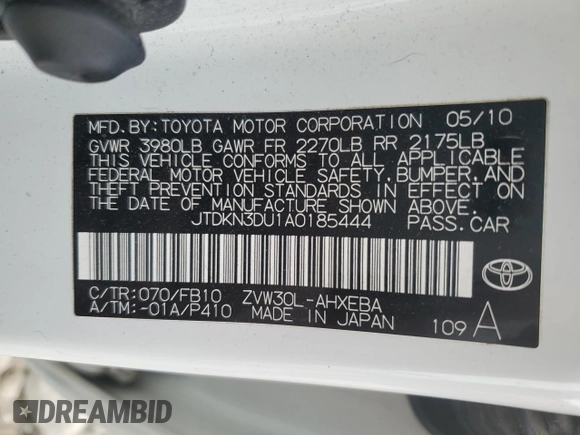 MFD.BY:TOYOTA MOTOR CORPORATION 05/10
GVWR 3980LB GAWR FR 2270LB RR 2175LB
THIS VEHICLE CONFORMS TO ALL APPLICABLE
FEDERAL MOTOR VEHICLE SAFETY,BUMPER,AND
THEFT PREVENTION STANDARDS IN EFFECT ON
THE DATE OF MANUFACTURE SHOWN ABOVE.
JTDKN3DU1A0185444 PASS.CAR
C/TR:070/FB10 ZVW30L-AHXEBA
A/TM:-01A/P410 MADE IN JAPAN
109 A
DREAMBID